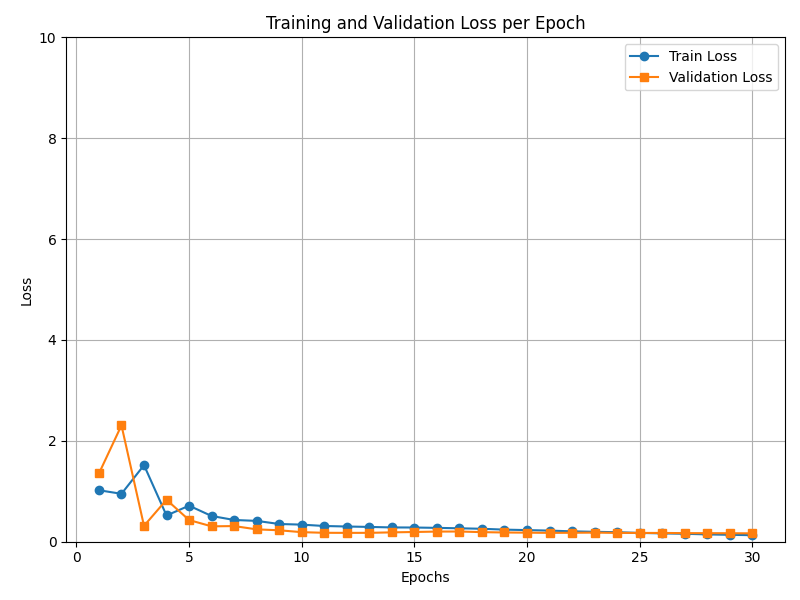 Training and Validation Loss per Epoch
Train Loss
Validation Loss
10
8
6
4
2
0
Loss
0 5 10 15 20 25 30
Epochs